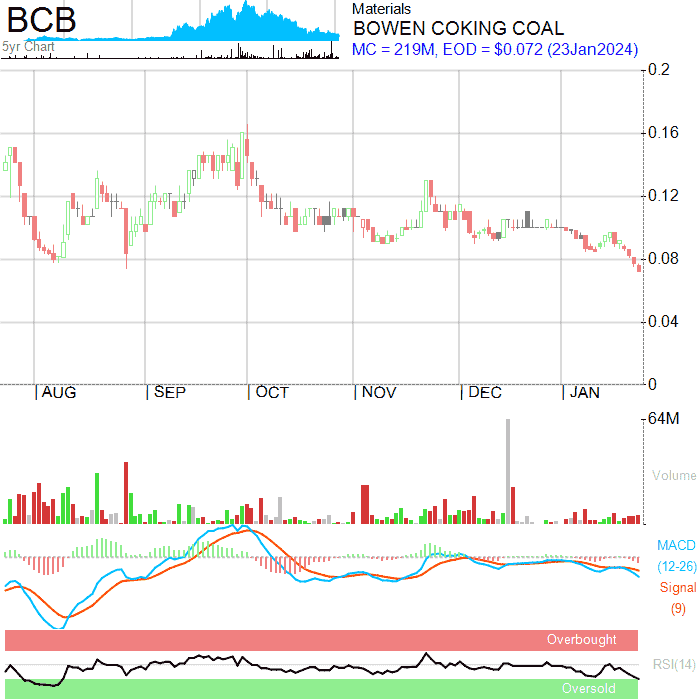 BCB
5yr Chart
Materials
BOWEN COKING COAL
MC = 219M, EOD = $0.072 (23Jan2024)
0.2
0.16
0.12
0.08
0.04
0
AUG SEP OCT NOV DEC JAN
64M
Volume
MACD
(12-26)
Signal
(9)
Overbought
RSI(14)
Oversold